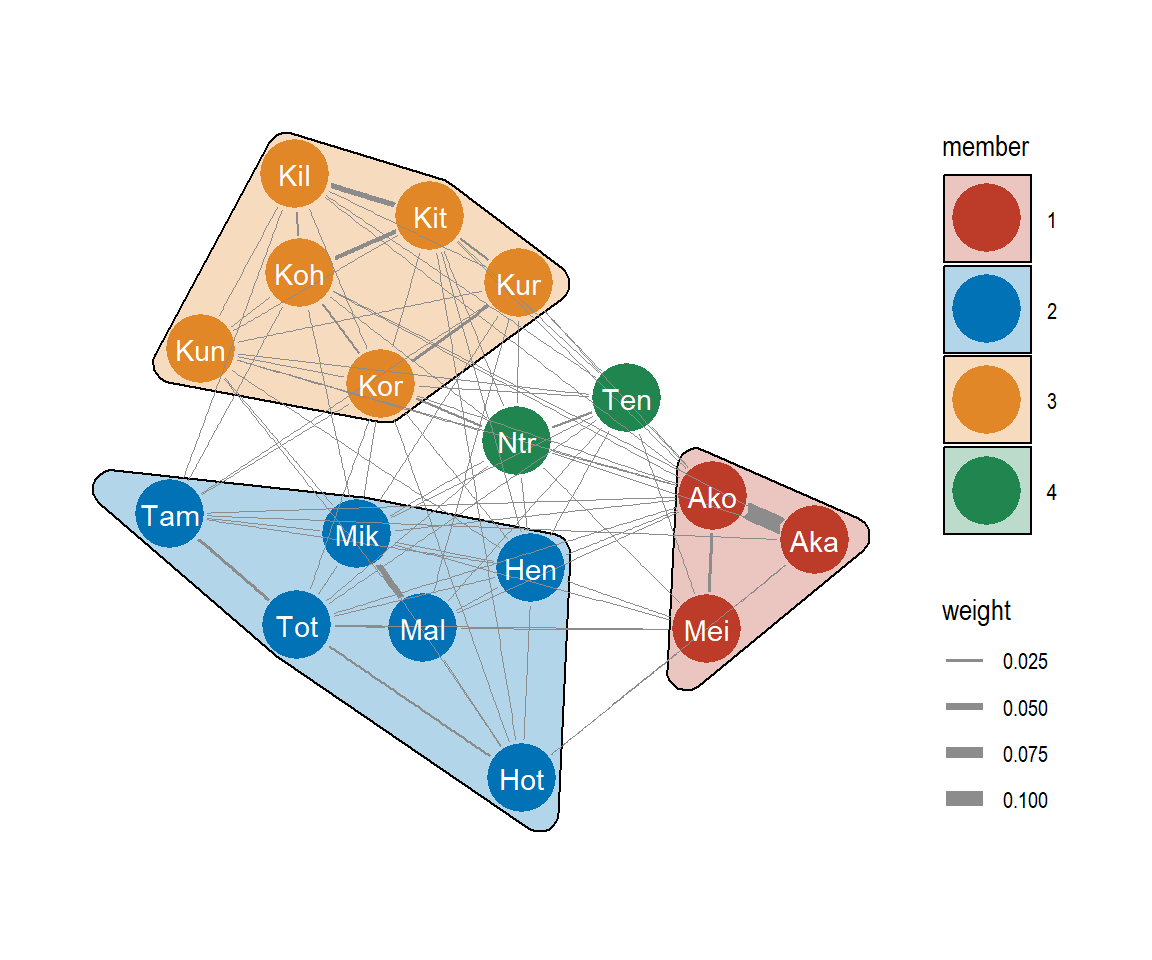 Kil
Kit
Koh
Kur
Kun
Kor
Ten
Ntr
Ako
Tam
Mik
Aka
Hen
Tot
Mal
Mei
Hot
member
1
2
3
4
weight
0.025
0.050
0.075
0.100